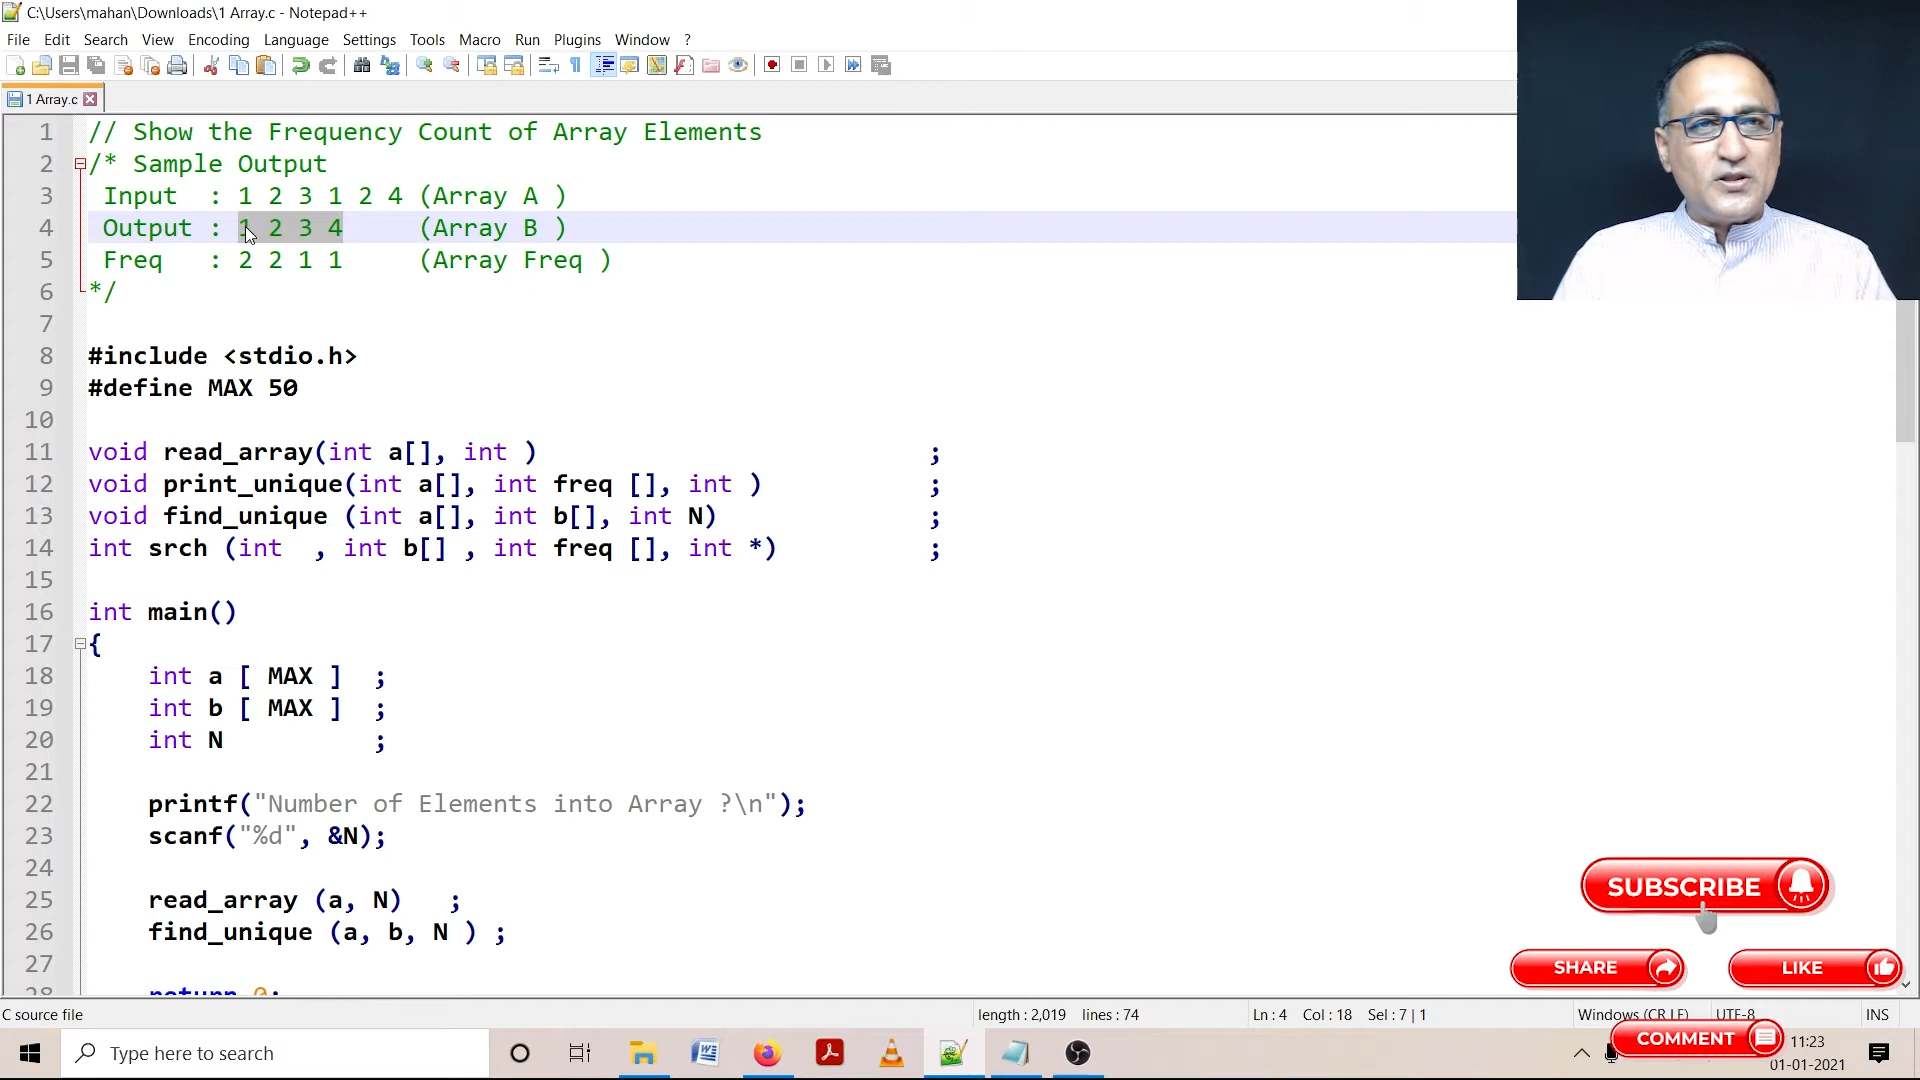 C:\Users\mahan\Downloads\1 Array.c - Notepad++
File Edit Search View Encoding Language Settings Tools Macro Run Plugins Window ?
1 Array.c
1 // Show the Frequency Count of Array Elements
2 /* Sample Output
3 Input : 1 2 3 1 2 4 (Array A )
4 Output : 1 2 3 4 (Array B )
5 Freq : 2 2 1 1 (Array Freq )
6 */
7
8 #include <stdio.h>
9 #define MAX 50
10
11 void read_array(int a[], int ) ;
12 void print_unique(int a[], int freq [], int ) ;
13 void find_unique (int a[], int b[], int N) ;
14 int srch (int , int b[] , int freq [], int *) ;
15
16 int main()
17 {
18 int a [ MAX ] ;
19 int b [ MAX ] ;
20 int N ;
21
22 printf("Number of Elements into Array ?\n");
23 scanf("%d", &N);
24
25 read_array (a, N) ;
26 find_unique (a, b, N ) ;
27
28 return 0;
SUBSCRIBE
SHARE LIKE
C source file length : 2,019 lines : 74 Ln : 4 Col : 18 Sel : 7 | 1 Windows (CR LF) UTF-8 INS
COMMENT
Type here to search
11:23
01-01-2021